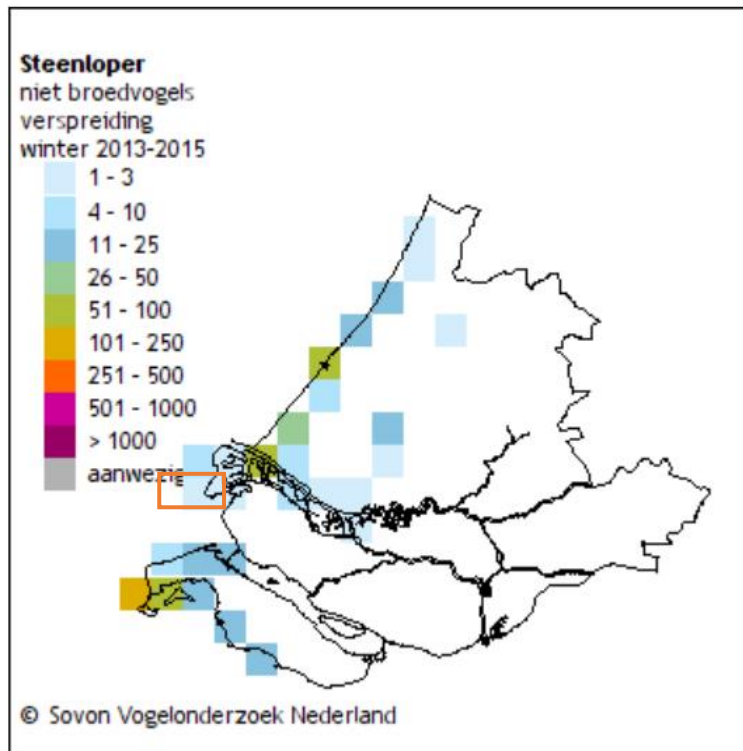 Steenloper
niet broedvogels
verspreiding
winter 2013-2015
1 - 3
4 - 10
11 - 25
26 - 50
51 - 100
101 - 250
251 - 500
501 - 1000
> 1000
aanwezig
© Sovon Vogelonderzoek Nederland